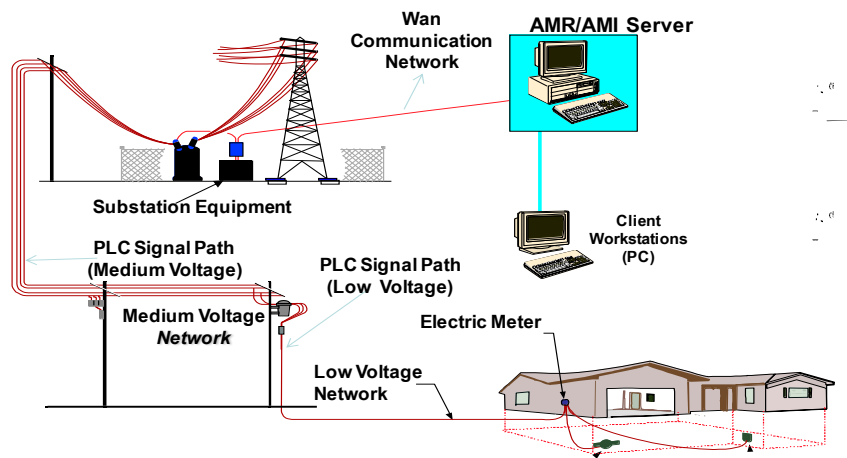 Wan
Communication
Network
AMR/AMI Server
Substation Equipment
Client
Workstations
(PC)
PLC Signal Path
(Medium Voltage)
PLC Signal Path
(Low Voltage)
Medium Voltage
Network
Electric Meter
Low Voltage
Network